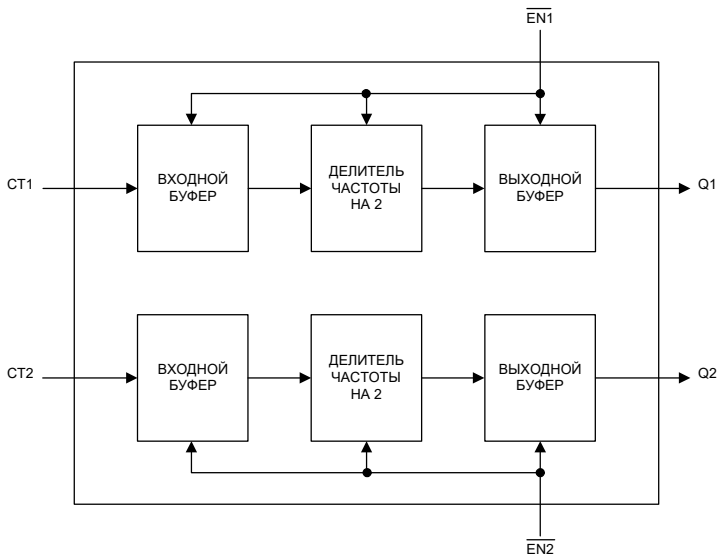 EN1
CT1
ВХОДНОЙ
БУФЕР
ДЕЛИТЕЛЬ
ЧАСТОТЫ
НА 2
ВЫХОДНОЙ
БУФЕР
Q1
CT2
ВХОДНОЙ
БУФЕР
ДЕЛИТЕЛЬ
ЧАСТОТЫ
НА 2
ВЫХОДНОЙ
БУФЕР
Q2
EN2